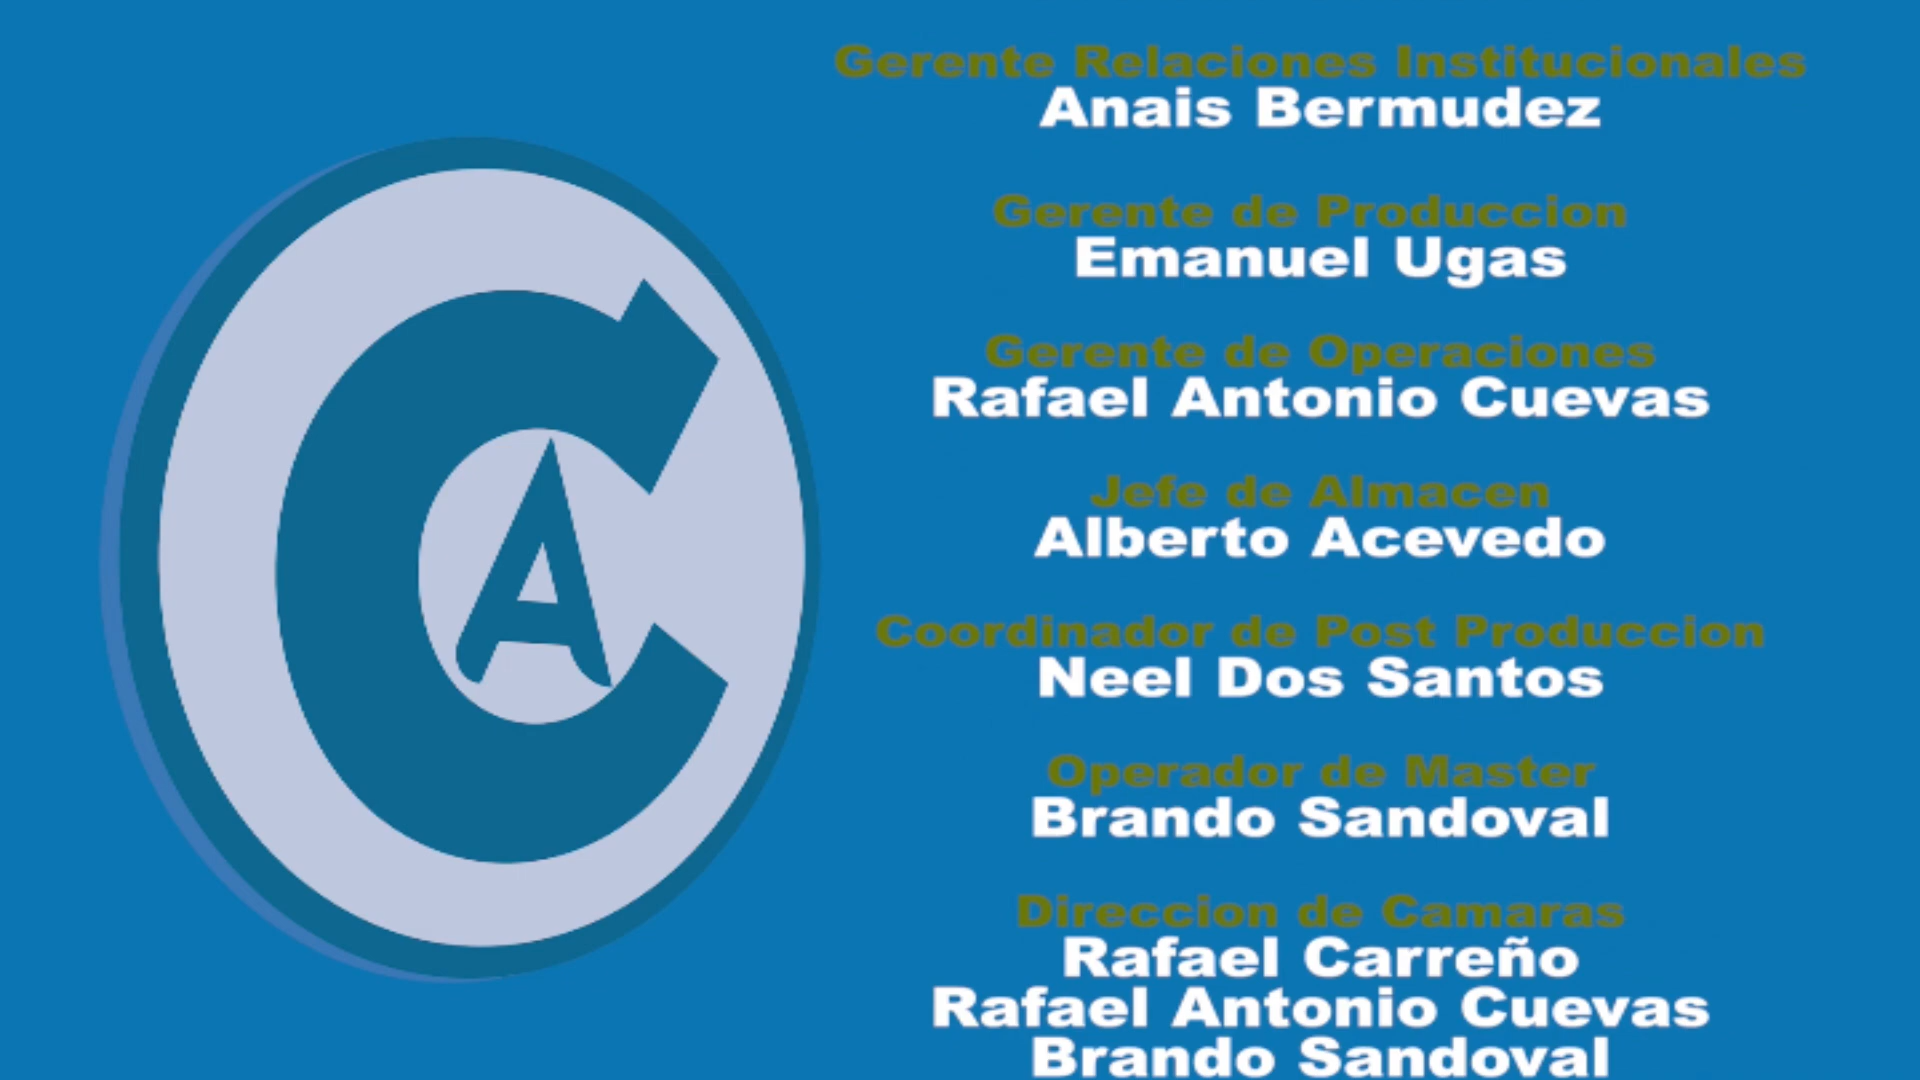 CA
Gerente Relaciones Institucionales
Anais Bermudez
Gerente de Produccion
Emanuel Ugas
Gerente de Operaciones
Rafael Antonio Cuevas
Jefe de Almacen
Alberto Acevedo
Coordinador de Post Produccion
Neel Dos Santos
Operador de Master
Brando Sandoval
Direccion de Camaras
Rafael Carreño
Rafael Antonio Cuevas
Brando Sandoval